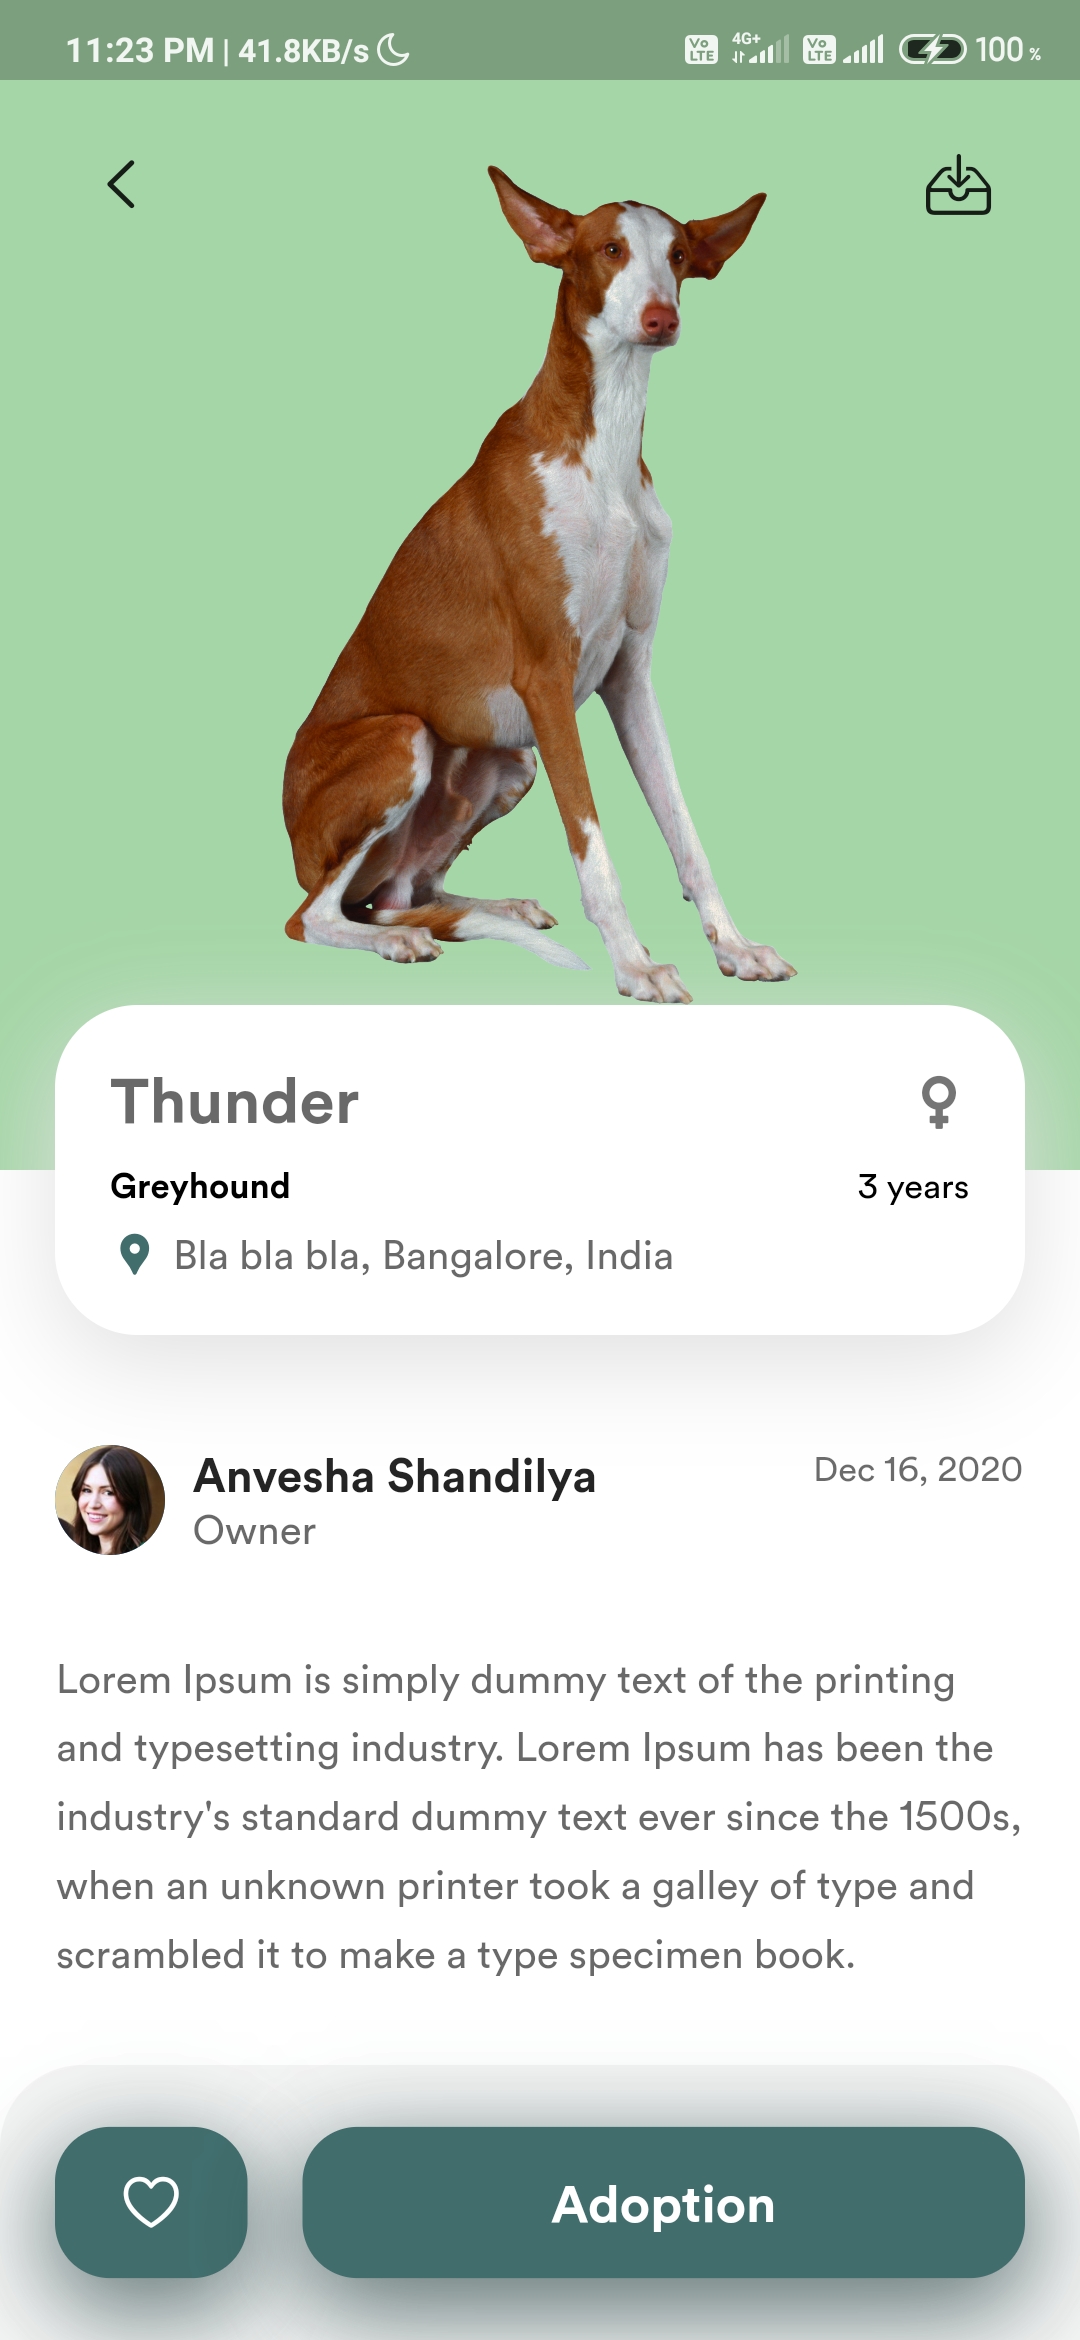 11:23 PM | 41.8KB/s Vo LTE 4G+ Vo LTE 100 %
Thunder
Greyhound 3 years
Bla bla bla, Bangalore, India
Anvesha Shandilya Dec 16, 2020
Owner
Lorem Ipsum is simply dummy text of the printing
and typesetting industry. Lorem Ipsum has been the
industry's standard dummy text ever since the 1500s,
when an unknown printer took a galley of type and
scrambled it to make a type specimen book.
Adoption